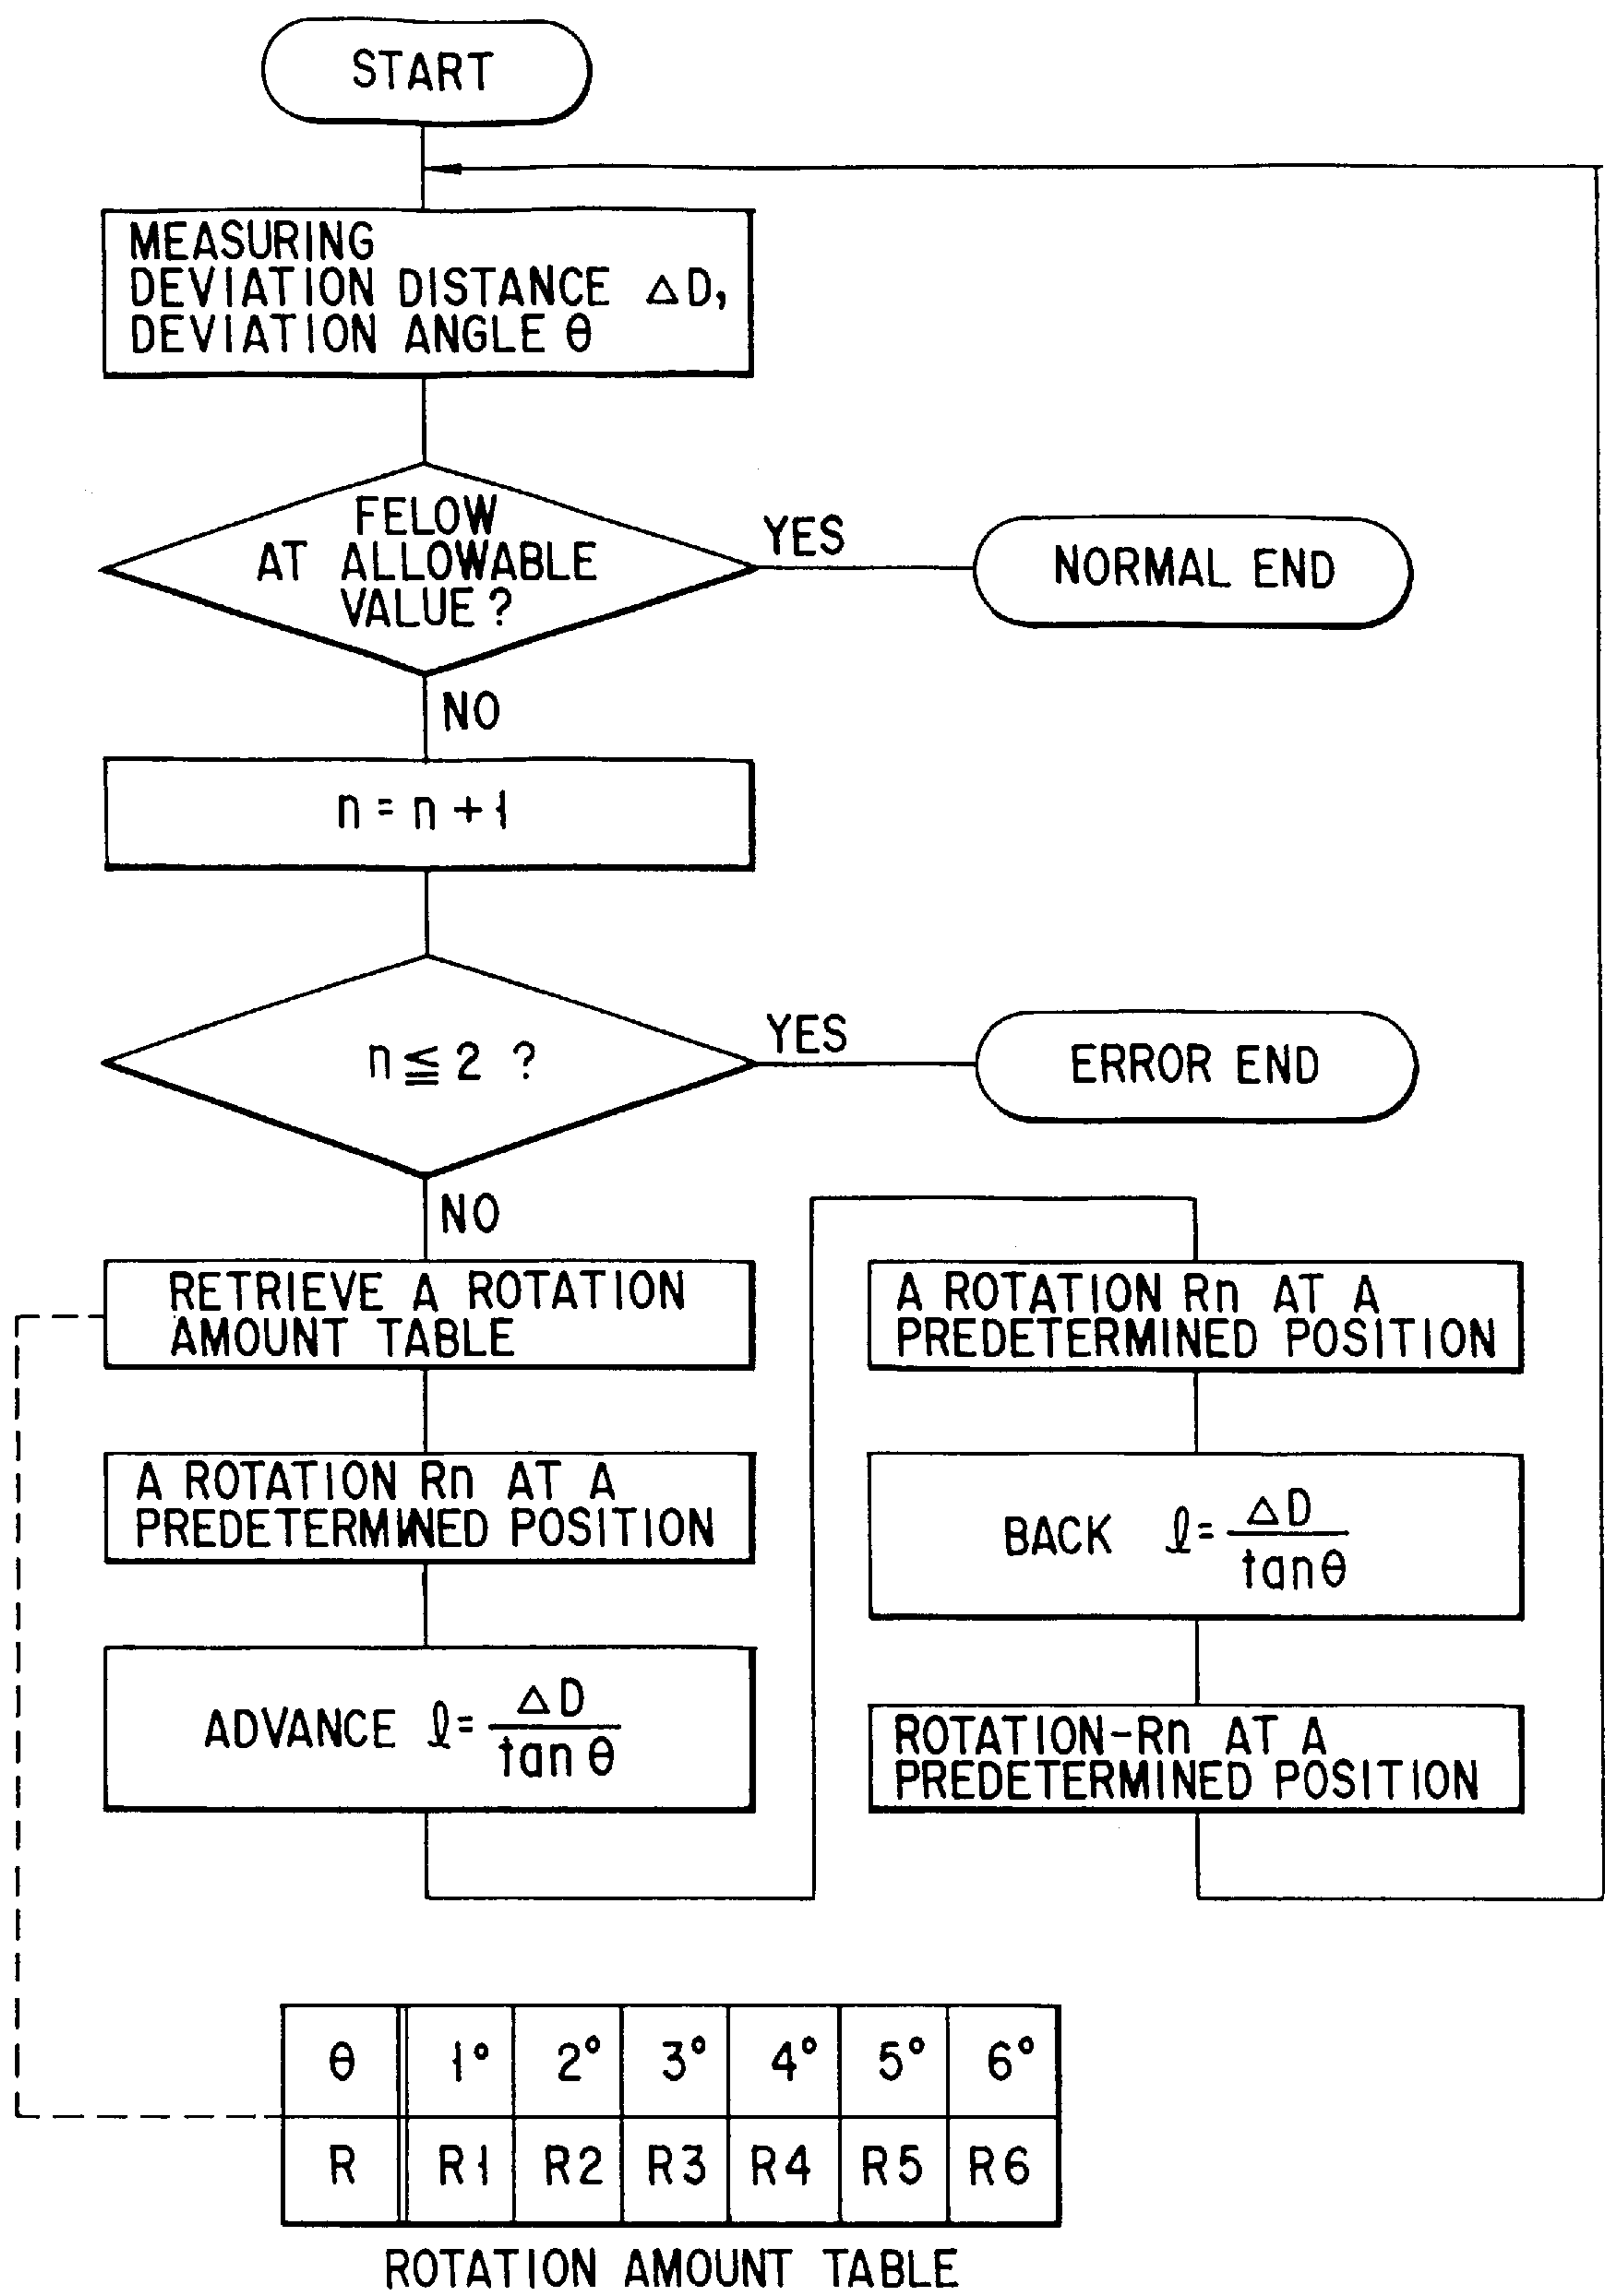 START
MEASURING
DEVIATION DISTANCE △D,
DEVIATION ANGLE θ
FELOW
AT ALLOWABLE
VALUE?
YES
NORMAL END
NO
n = n + 1
n ≦ 2 ?
YES
ERROR END
NO
RETRIEVE A ROTATION
AMOUNT TABLE
A ROTATION Rn AT A
PREDETERMINED POSITION
ADVANCE ℓ = △D / tan θ
A ROTATION Rn AT A
PREDETERMINED POSITION
BACK ℓ = △D / tan θ
ROTATION-Rn AT A
PREDETERMINED POSITION
θ 1° 2° 3° 4° 5° 6°
R R1 R2 R3 R4 R5 R6
ROTATION AMOUNT TABLE